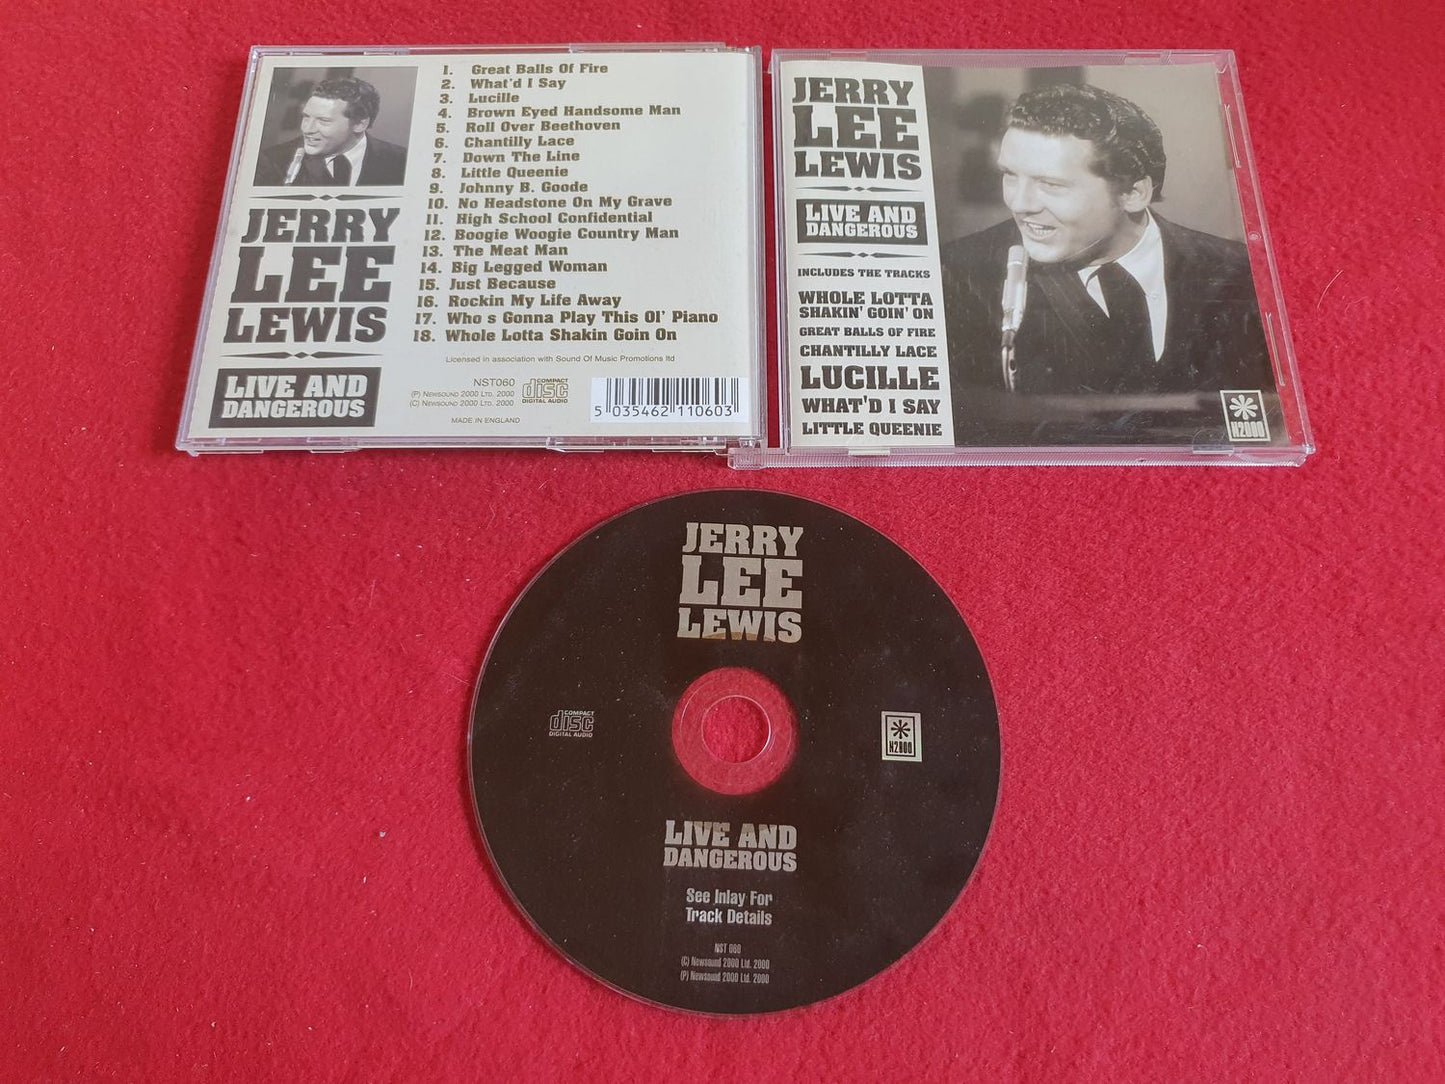 1. Great Balls Of Fire
2. What'd I Say
3. Lucille
4. Brown Eyed Handsome Man
5. Roll Over Beethoven
6. Chantilly Lace
7. Down The Line
8. Little Queenie
9. Johnny B. Goode
10. No Headstone On My Grave
11. High School Confidential
12. Boogie Woogie Country Man
13. The Meat Man
14. Big Legged Woman
15. Just Because
16. Rockin My Life Away
17. Who s Gonna Play This Ol' Piano
18. Whole Lotta Shakin Goin On
JERRY
LEE
LEWIS
LIVE AND
DANGEROUS
Licensed in association with Sound Of Music Promotions ltd
NST060
(P) Newsound 2000 Ltd. 2000
(C) Newsound 2000 Ltd. 2000
MADE IN ENGLAND
COMPACT
disc
DIGITAL AUDIO
5 035462 110603
JERRY
LEE
LEWIS
LIVE AND
DANGEROUS
INCLUDES THE TRACKS
WHOLE LOTTA
SHAKIN' GOIN' ON
GREAT BALLS OF FIRE
CHANTILLY LACE
LUCILLE
WHAT'D I SAY
LITTLE QUEENIE
N2000
JERRY
LEE
LEWIS
COMPACT
disc
DIGITAL AUDIO
N2000
LIVE AND
DANGEROUS
See Inlay For
Track Details
NST 060
(C) Newsound 2000 Ltd. 2000
(P) Newsound 2000 Ltd. 2000